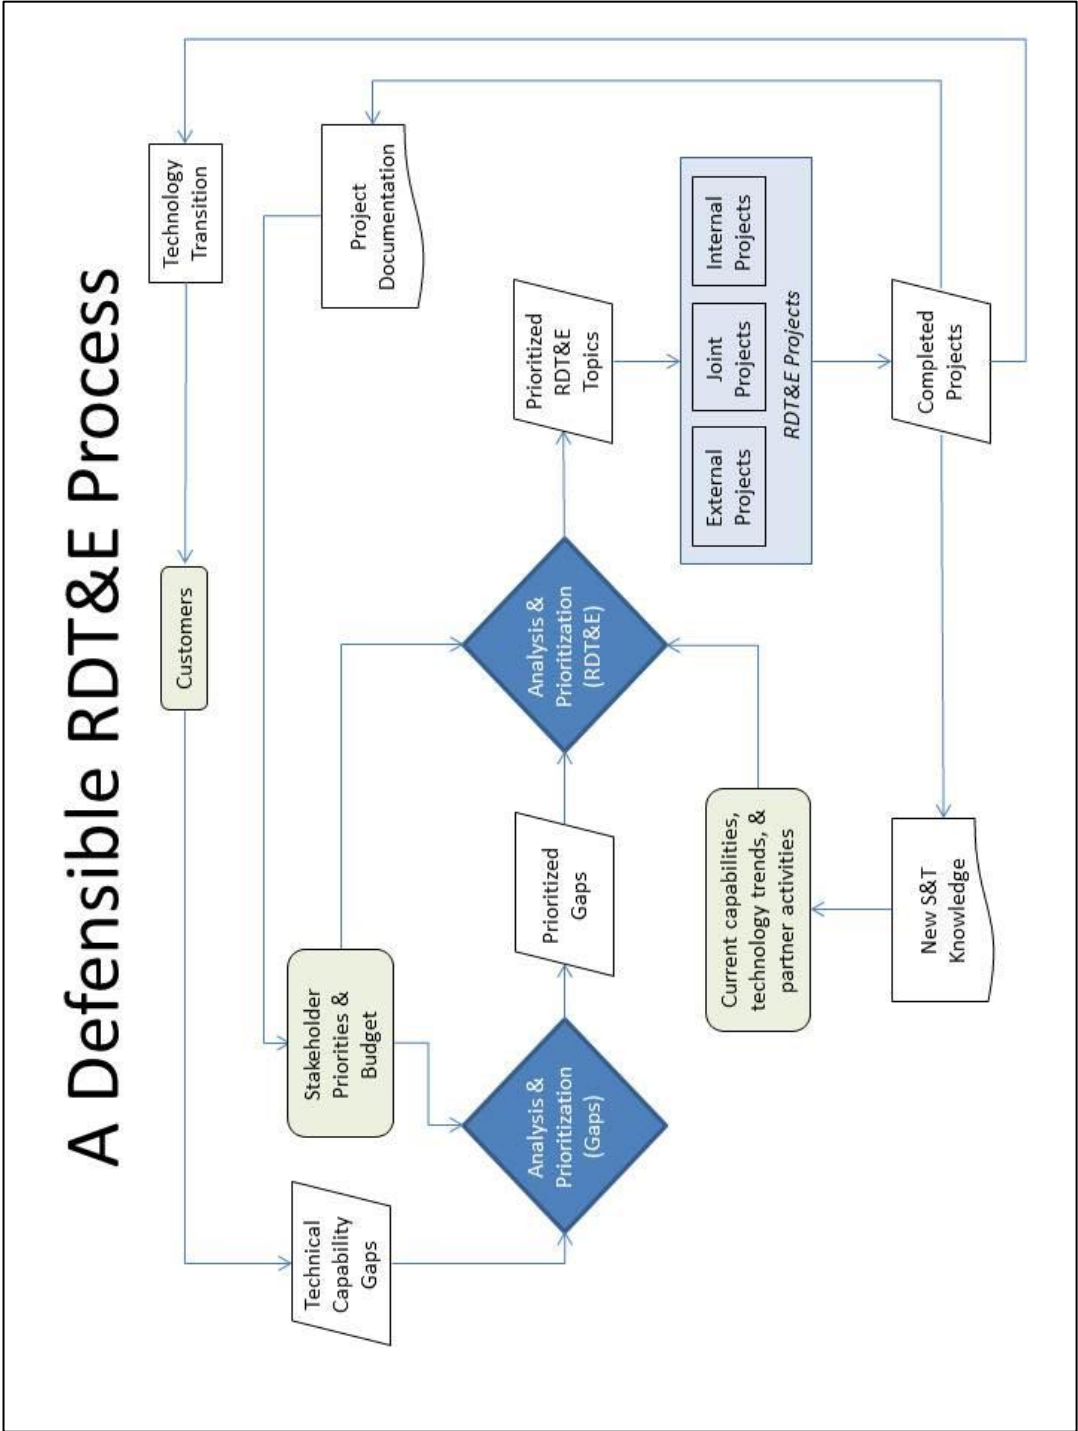 A Defensible RDT&E Process
Customers
Technology
Transition
Technical
Capability
Gaps
Stakeholder
Priorities &
Budget
Project
Documentation
Analysis &
Prioritization
(Gaps)
Prioritized
Gaps
Analysis &
Prioritization
(RDT&E)
Prioritized
RDT&E
Topics
Current capabilities,
technology trends, &
partner activities
External
Projects
Joint
Projects
Internal
Projects
RDT&E Projects
New S&T
Knowledge
Completed
Projects